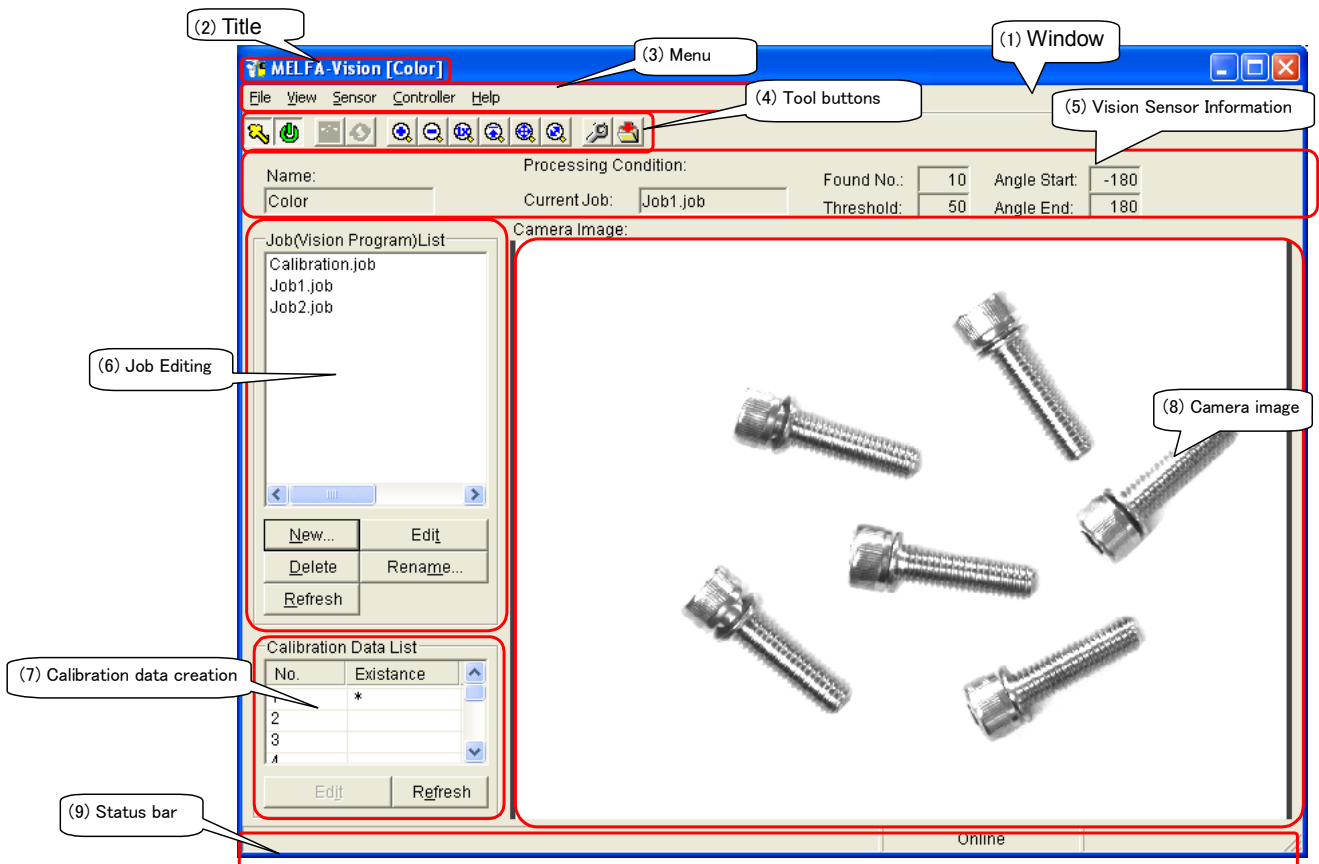 (2) Title
(1) Window
(3) Menu
MELFA-Vision [Color]
File View Sensor Controller Help
(4) Tool buttons
(5) Vision Sensor Information
1X
Processing Condition:
Name:
Found No.: 10 Angle Start: -180
Color
Current Job: Job1.job
Threshold: 50 Angle End: 180
Camera Image:
Job(Vision Program)List
Calibration.job
Job1.job
Job2.job
(6) Job Editing
(8) Camera image
New... Edit
Delete Rename...
Refresh
Calibration Data List
(7) Calibration data creation
No. Existance
1 *
2
3
4
Edit Refresh
(9) Status bar
Online